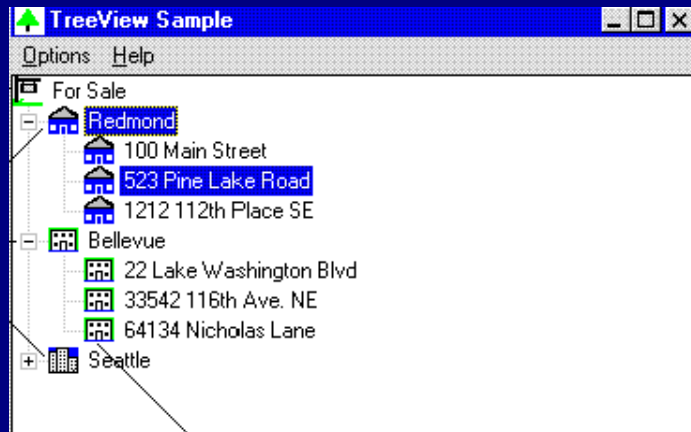 TreeView Sample
Options Help
For Sale
Redmond
100 Main Street
523 Pine Lake Road
1212 112th Place SE
Bellevue
22 Lake Washington Blvd
33542 116th Ave. NE
64134 Nicholas Lane
Seattle